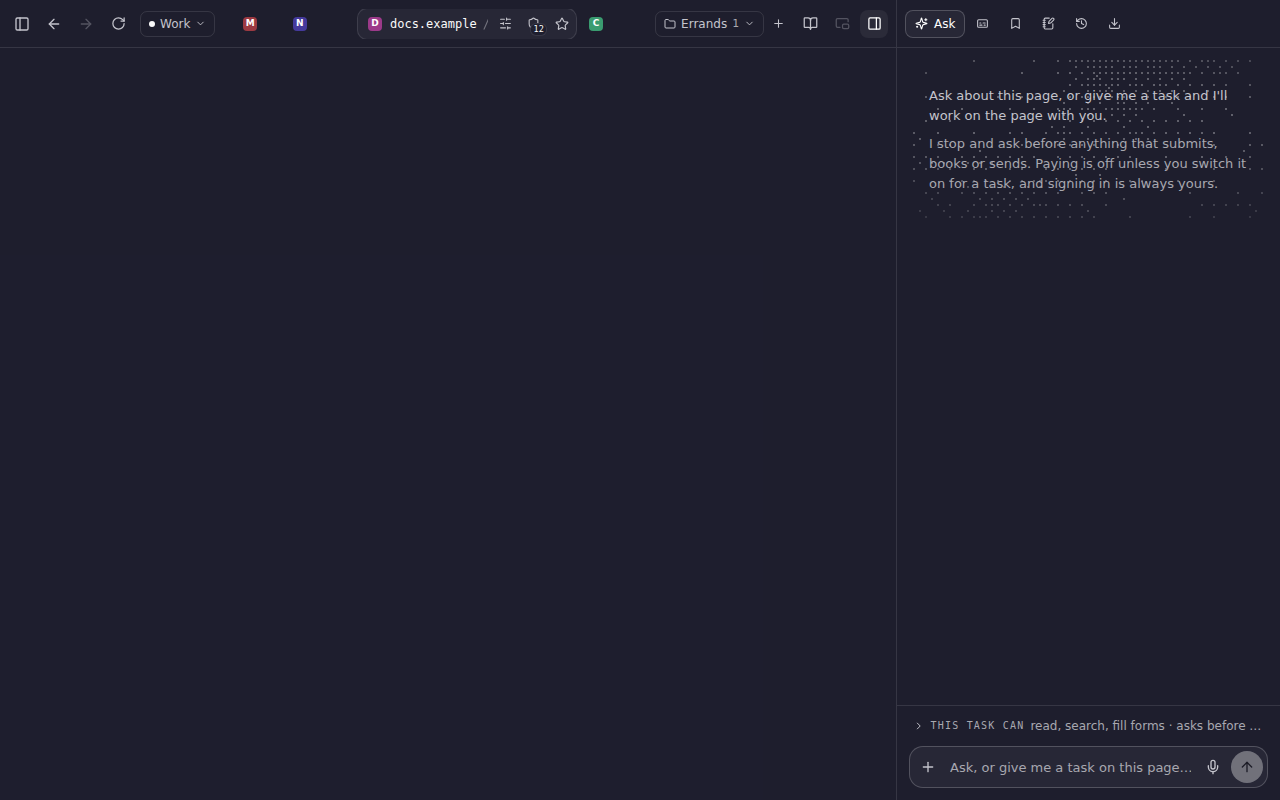 Work
M
N
D docs.example /
12
C
Errands 1
Ask
Ask about this page, or give me a task and I'll
work on the page with you.
I stop and ask before anything that submits,
books or sends. Paying is off unless you switch it
on for a task, and signing in is always yours.
THIS TASK CAN read, search, fill forms · asks before ...
Ask, or give me a task on this page...